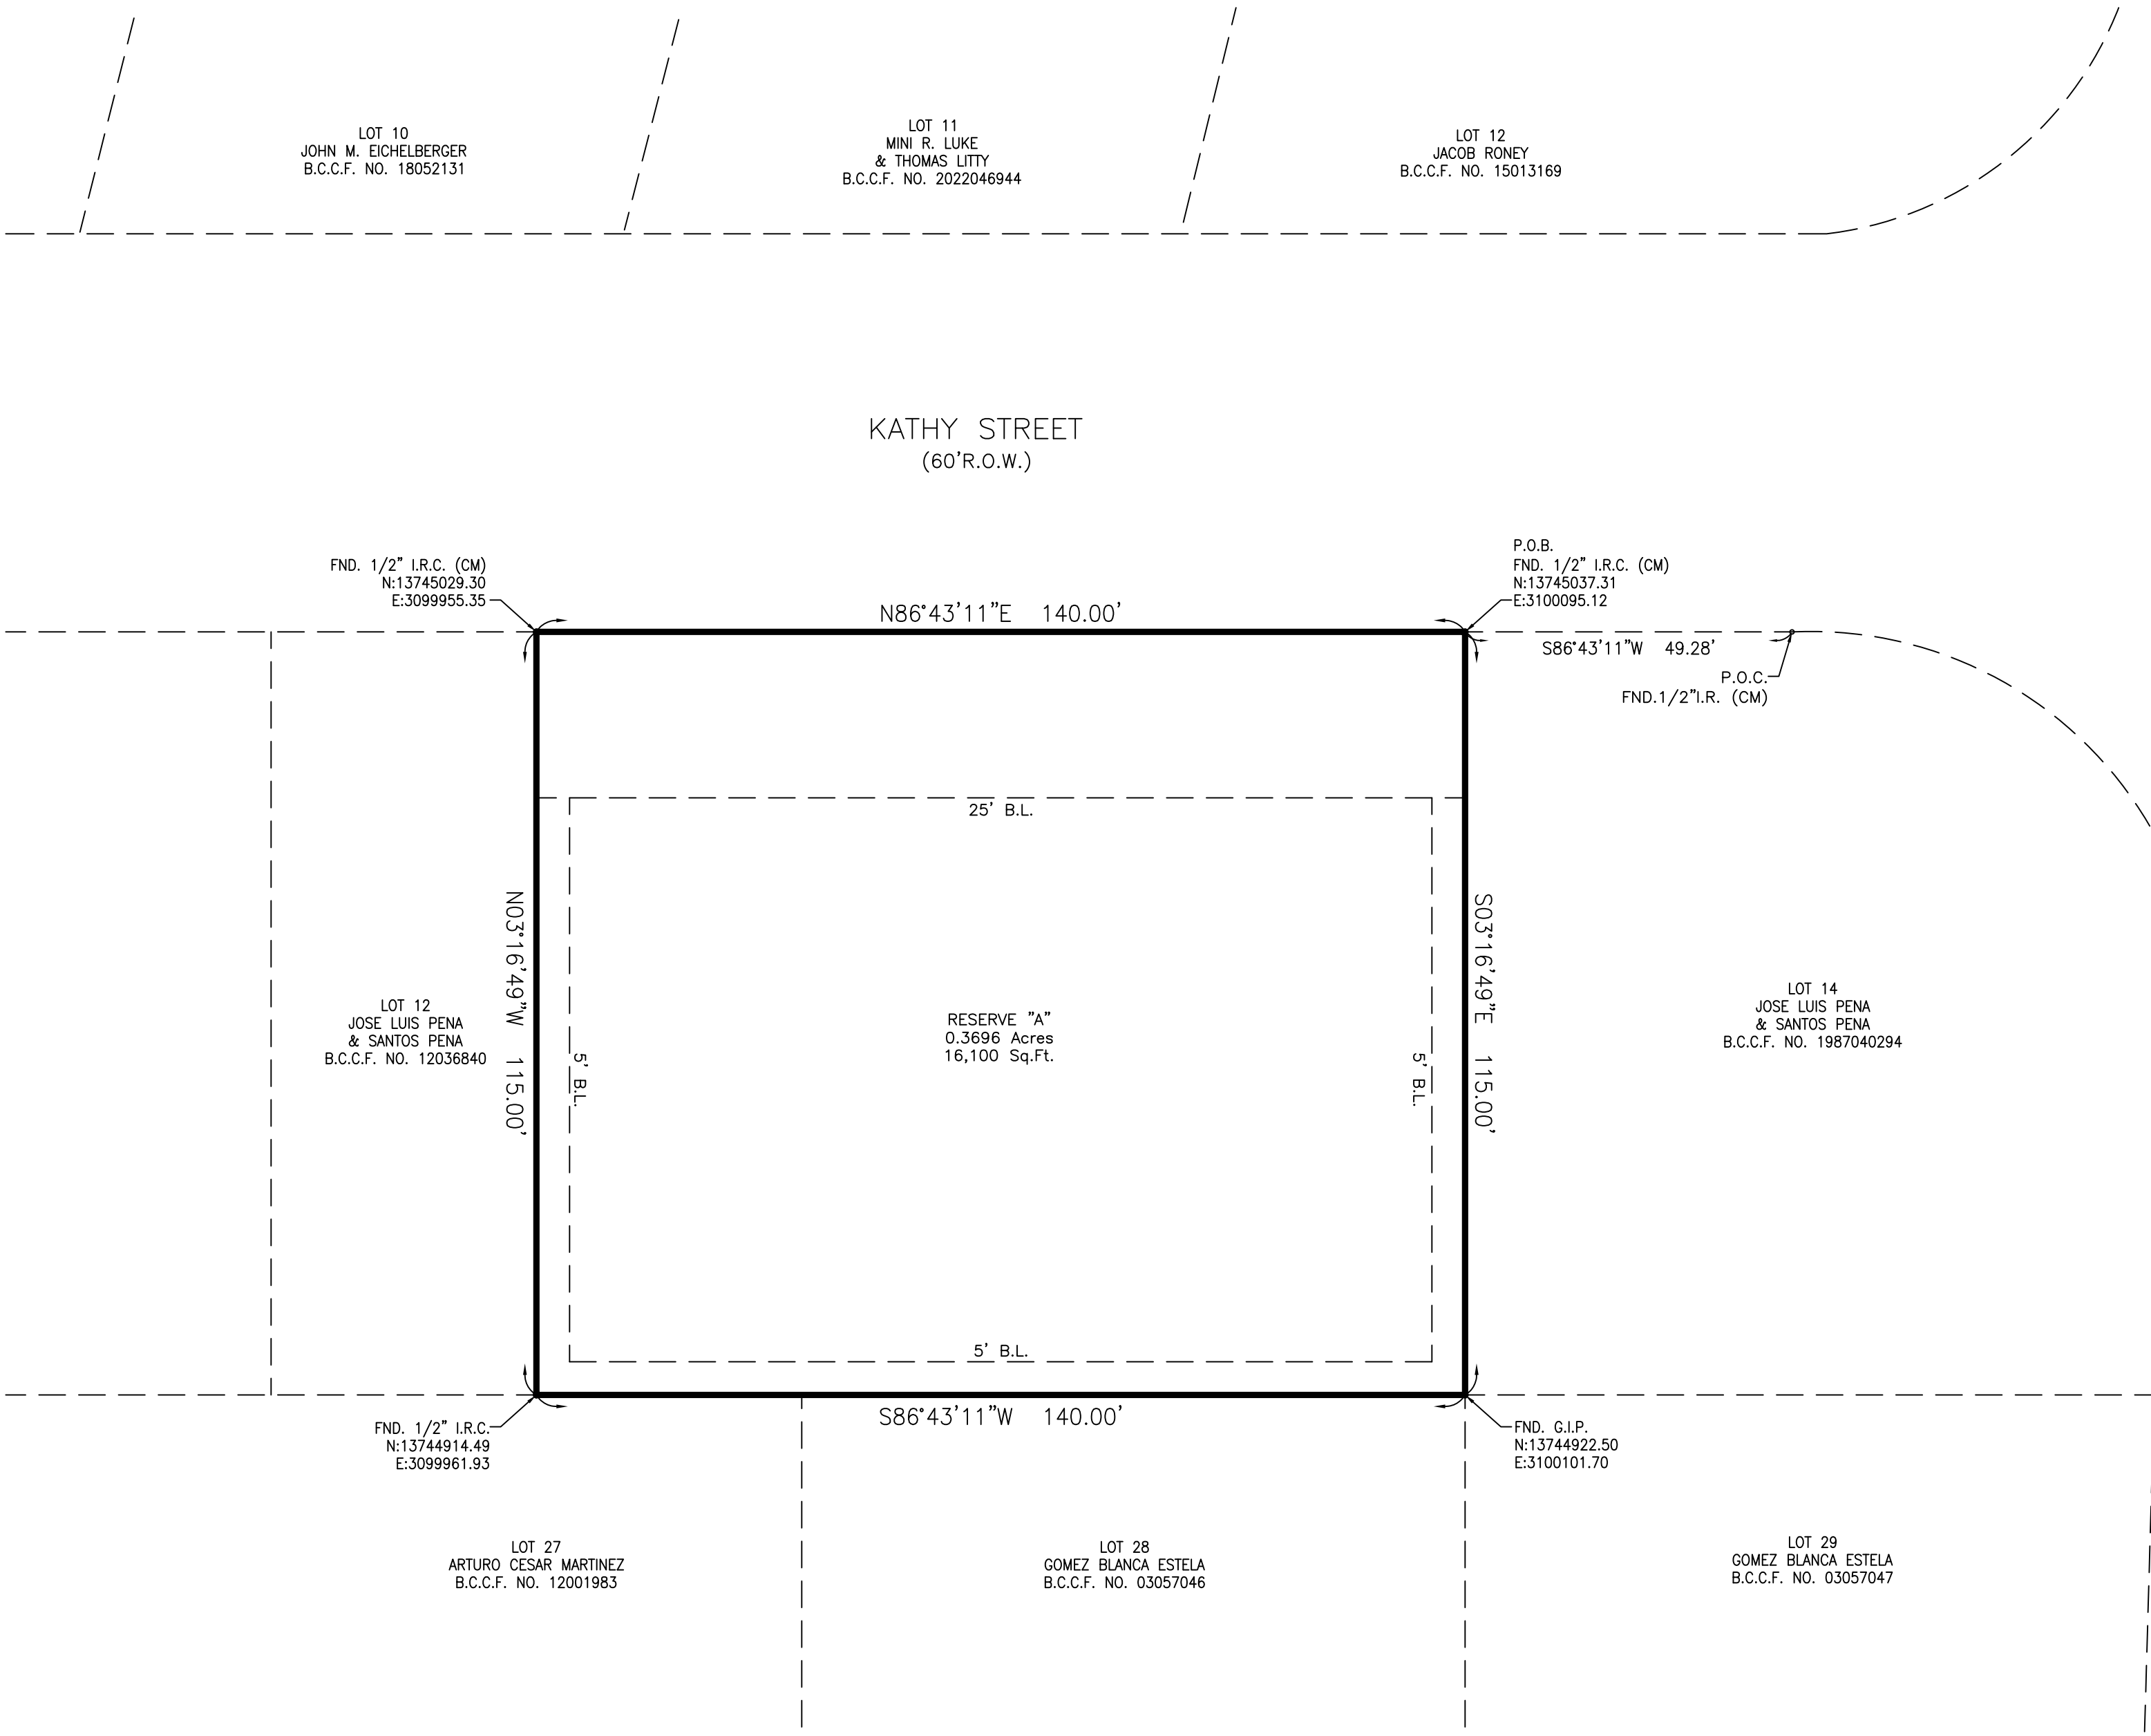 LOT 10
JOHN M. EICHELBERGER
B.C.C.F. NO. 18052131
LOT 11
MINI R. LUKE
& THOMAS LITTY
B.C.C.F. NO. 2022046944
LOT 12
JACOB RONEY
B.C.C.F. NO. 15013169
KATHY STREET
(60'R.O.W.)
FND. 1/2" I.R.C. (CM)
N:13745029.30
E:3099955.35
P.O.B.
FND. 1/2" I.R.C. (CM)
N:13745037.31
E:3100095.12
N86°43'11"E 140.00'
S86°43'11"W 49.28'
P.O.C.
FND.1/2"I.R. (CM)
25' B.L.
N03°16'49"W 115.00'
S03°16'49"E 115.00'
LOT 12
JOSE LUIS PENA
& SANTOS PENA
B.C.C.F. NO. 12036840
5' B.L.
RESERVE "A"
0.3696 Acres
16,100 Sq.Ft.
5' B.L.
LOT 14
JOSE LUIS PENA
& SANTOS PENA
B.C.C.F. NO. 1987040294
5' B.L.
S86°43'11"W 140.00'
FND. 1/2" I.R.C.
N:13744914.49
E:3099961.93
FND. G.I.P.
N:13744922.50
E:3100101.70
LOT 27
ARTURO CESAR MARTINEZ
B.C.C.F. NO. 12001983
LOT 28
GOMEZ BLANCA ESTELA
B.C.C.F. NO. 03057046
LOT 29
GOMEZ BLANCA ESTELA
B.C.C.F. NO. 03057047